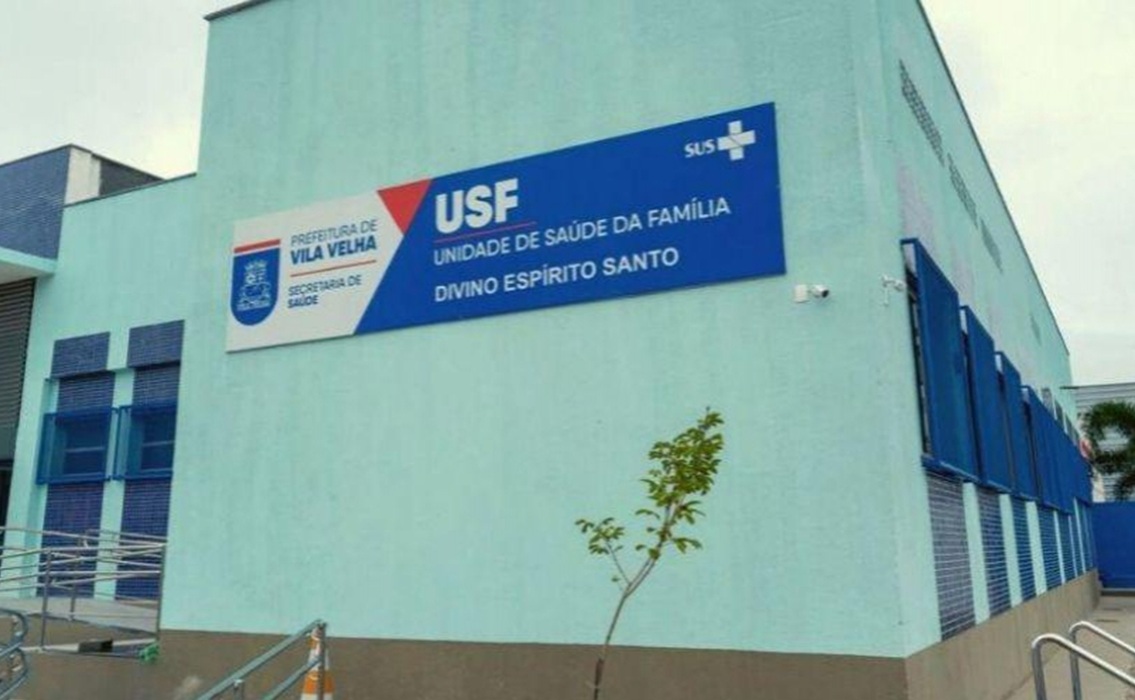 PREFEITURA DE
VILA VELHA
SECRETARIA DE
SAÚDE
USF
UNIDADE DE SAÚDE DA FAMÍLIA
DIVINO ESPÍRITO SANTO
SUS